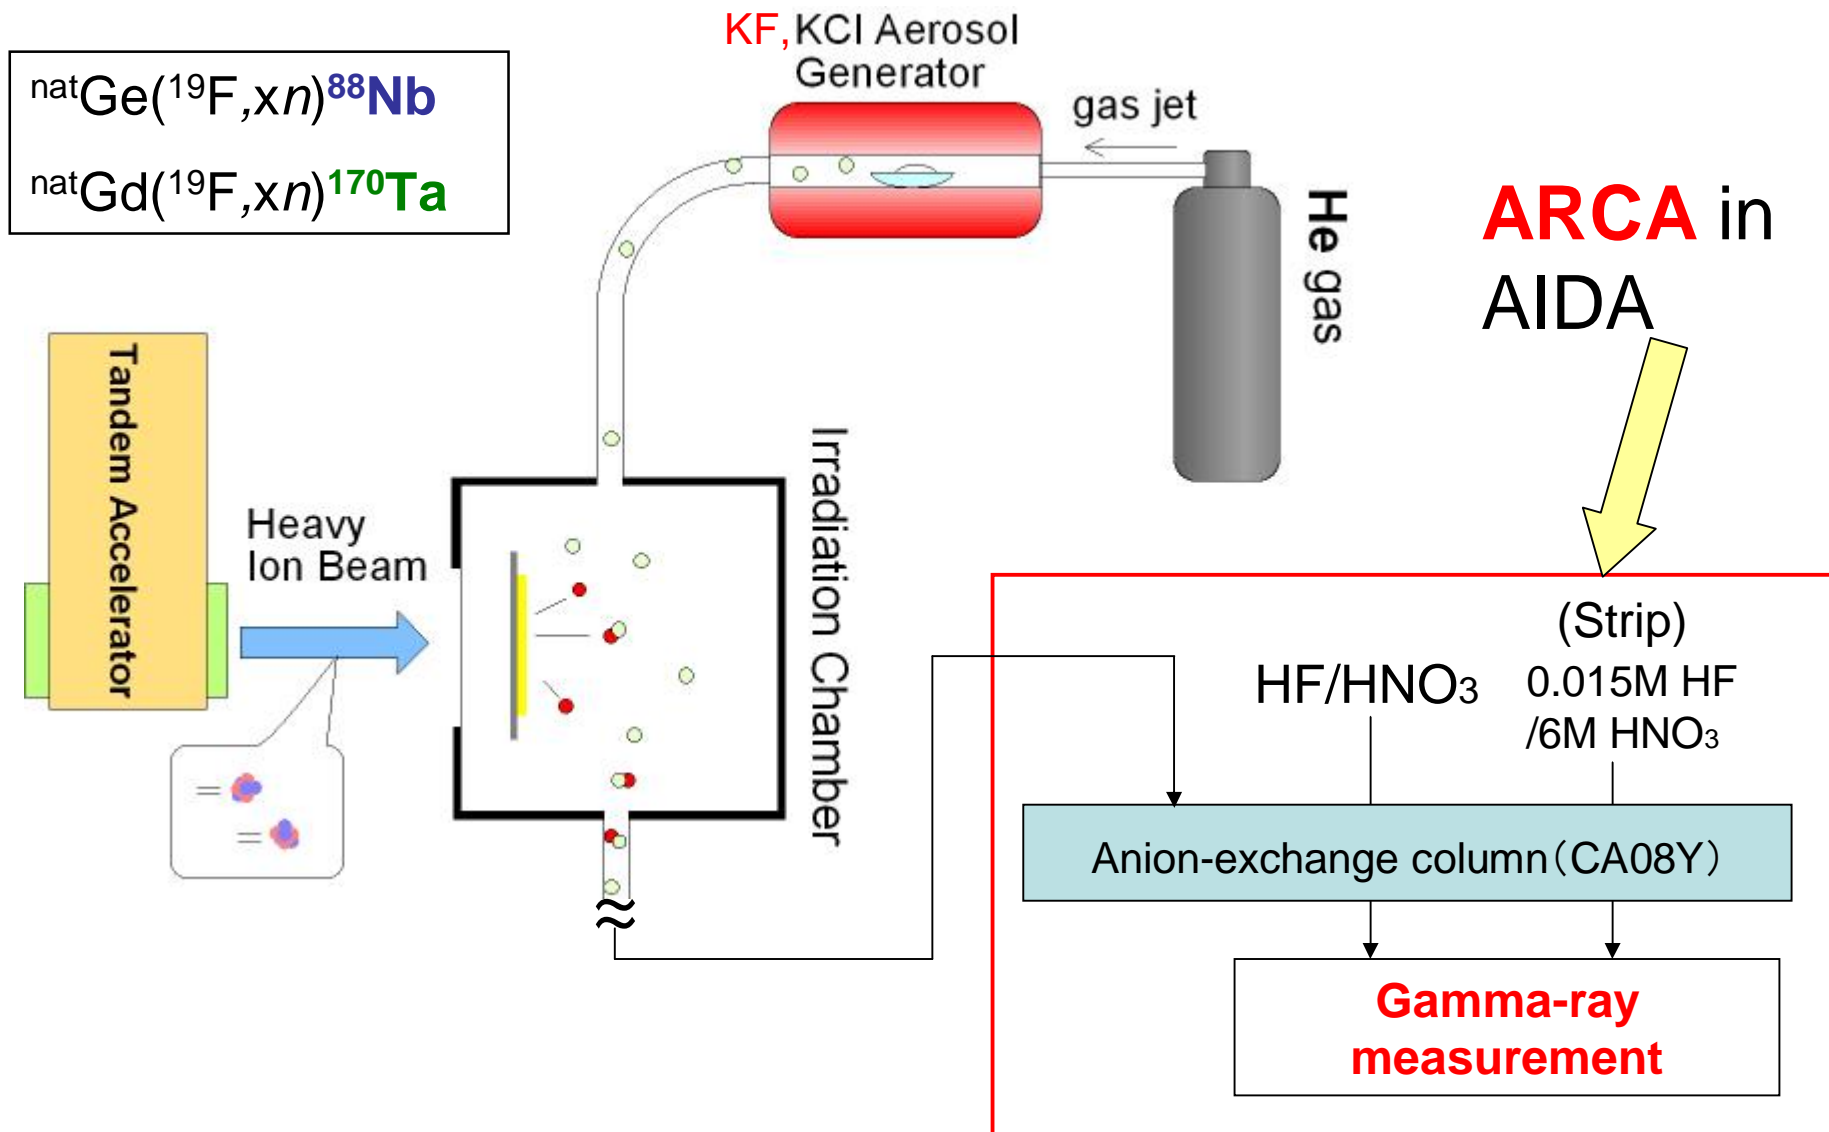 natGe(19F,xn)88Nb
natGd(19F,xn)170Ta
KF,KCl Aerosol
Generator
gas jet
He gas
ARCA in
AIDA
Tandem Accelerator
Heavy
Ion Beam
Irradiation Chamber
=
=
(Strip)
HF/HNO3
0.015M HF
/6M HNO3
Anion-exchange column（CA08Y）
Gamma-ray
measurement